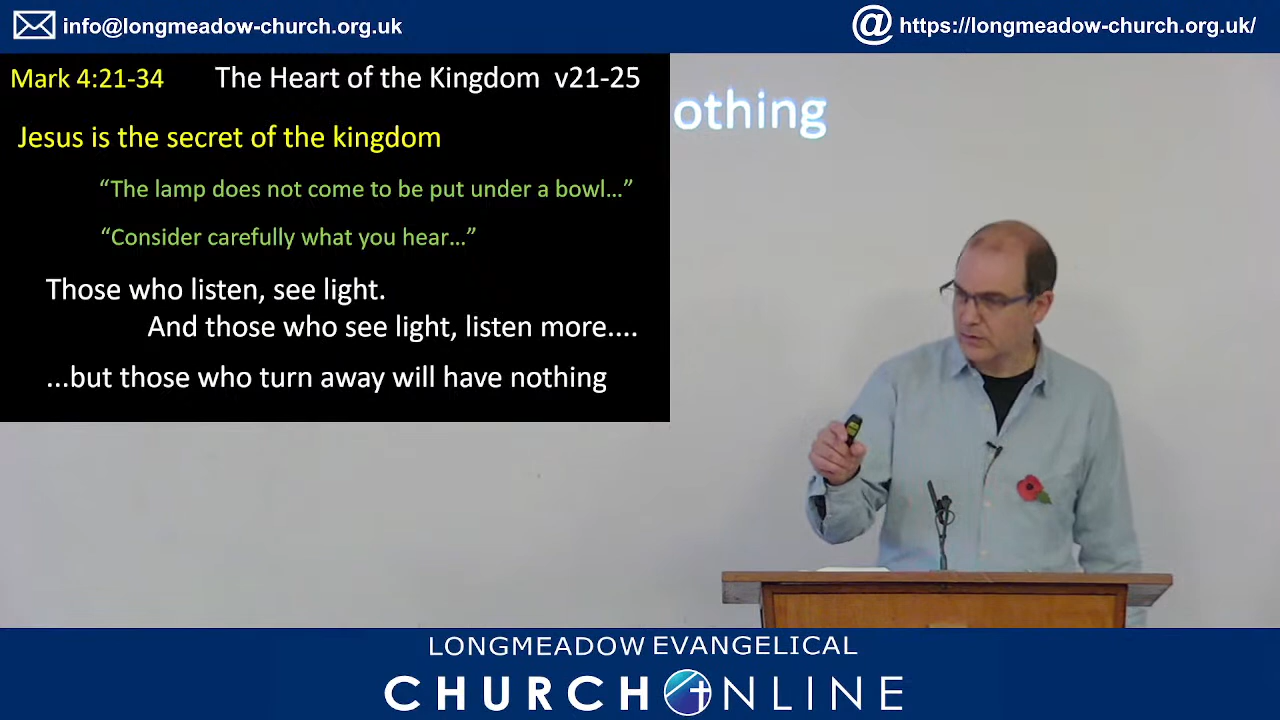 info@longmeadow-church.org.uk
https://longmeadow-church.org.uk/
Mark 4:21-34 The Heart of the Kingdom v21-25
Jesus is the secret of the kingdom
“The lamp does not come to be put under a bowl…”
“Consider carefully what you hear…”
Those who listen, see light.
And those who see light, listen more....
...but those who turn away will have nothing
othing
LONGMEADOW EVANGELICAL
CHURCH ONLINE